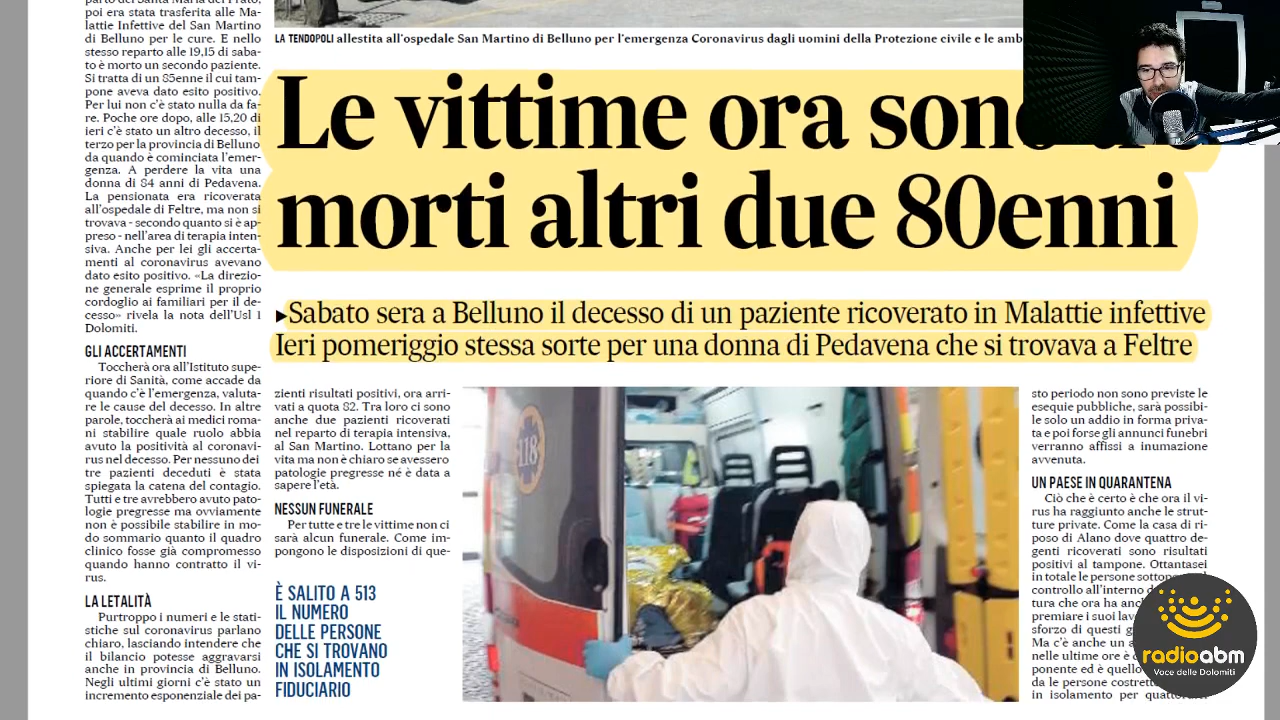 poi era stata trasferita alle Ma-
attie Infettive del San Martino
di Belluno per le cure. E nello
stesso reparto alle 19,15 di saba-
to è morto un secondo paziente.
Si tratta di un 85enne il cui tam-
pone aveva dato esito positivo.
Per lui non c'è stato nulla da fa-
re. Poche ore dopo, alle 15,20 di
ieri c'è stato un altro decesso, il
terzo per la provincia di Belluno
da quando è cominciata l'emer-
genza. A perdere la vita una
donna di 84 anni di Pedavena.
La pensionata era ricoverata
all'ospedale di Feltre, ma non si
trovava - secondo quanto si è ap-
preso - nell'area di terapia inten-
siva. Anche per lei gli accerta-
menti al coronavirus avevano
dato esito positivo. «La direzio-
ne generale esprime il proprio
cordoglio ai familiari per il de-
cesso» rivela la nota dell'Usl 1
Dolomiti.
GLI ACCERTAMENTI
Toccherà ora all'Istituto supe-
riore di Sanità, come accade da
quando c'è l'emergenza, valuta-
re le cause del decesso. In altre
parole, toccherà ai medici roma-
ni stabilire quale ruolo abbia
avuto la positività al coronavi-
rus nel decesso. Per nessuno dei
tre pazienti deceduti è stata
spiegata la catena del contagio.
Tutti e tre avrebbero avuto pato-
logie pregresse ma ovviamente
non è possibile stabilire in mo-
do sommario quanto il quadro
clinico fosse già compromesso
quando hanno contratto il vi-
rus.
LA LETALITÀ
Purtroppo i numeri e le stati-
stiche sul coronavirus parlano
chiaro, lasciando intendere che
il bilancio potesse aggravarsi
anche in provincia di Belluno.
Negli ultimi giorni c'è stato un
incremento esponenziale dei pa-
LA TENDOPOLI allestita all'ospedale San Martino di Belluno per l'emergenza Coronavirus dagli uomini della Protezione civile e le amb
Le vittime ora sono
morti altri due 80enni
▸Sabato sera a Belluno il decesso di un paziente ricoverato in Malattie infettive
Ieri pomeriggio stessa sorte per una donna di Pedavena che si trovava a Feltre
zienti risultati positivi, ora arri-
vati a quota 82. Tra loro ci sono
anche due pazienti ricoverati
nel reparto di terapia intensiva,
al San Martino. Lottano per la
vita ma non è chiaro se avessero
patologie pregresse né è data a
sapere l'età.
NESSUN FUNERALE
Per tutte e tre le vittime non ci
sarà alcun funerale. Come im-
pongono le disposizioni di que-
È SALITO A 513
IL NUMERO
DELLE PERSONE
CHE SI TROVANO
IN ISOLAMENTO
FIDUCIARIO
118
sto periodo non sono previste le
esequie pubbliche, sarà possibi-
le solo un addio in forma priva-
ta e poi forse gli annunci funebri
verranno affissi a inumazione
avvenuta.
UN PAESE IN QUARANTENA
Ciò che è certo è che ora il vi-
rus ha raggiunto anche le strut-
ture private. Come la casa di ri-
poso di Alano dove quattro de-
genti ricoverati sono risultati
positivi al tampone. Ottantasei
in totale le persone
controllo all'interno
tura che ora ha
premiare i suoi
sforzo di questi
Ma c'è anche un
nelle ultime ore
ponente ed è
da le persone
in isolamento per
radioabm
Voce delle Dolomiti